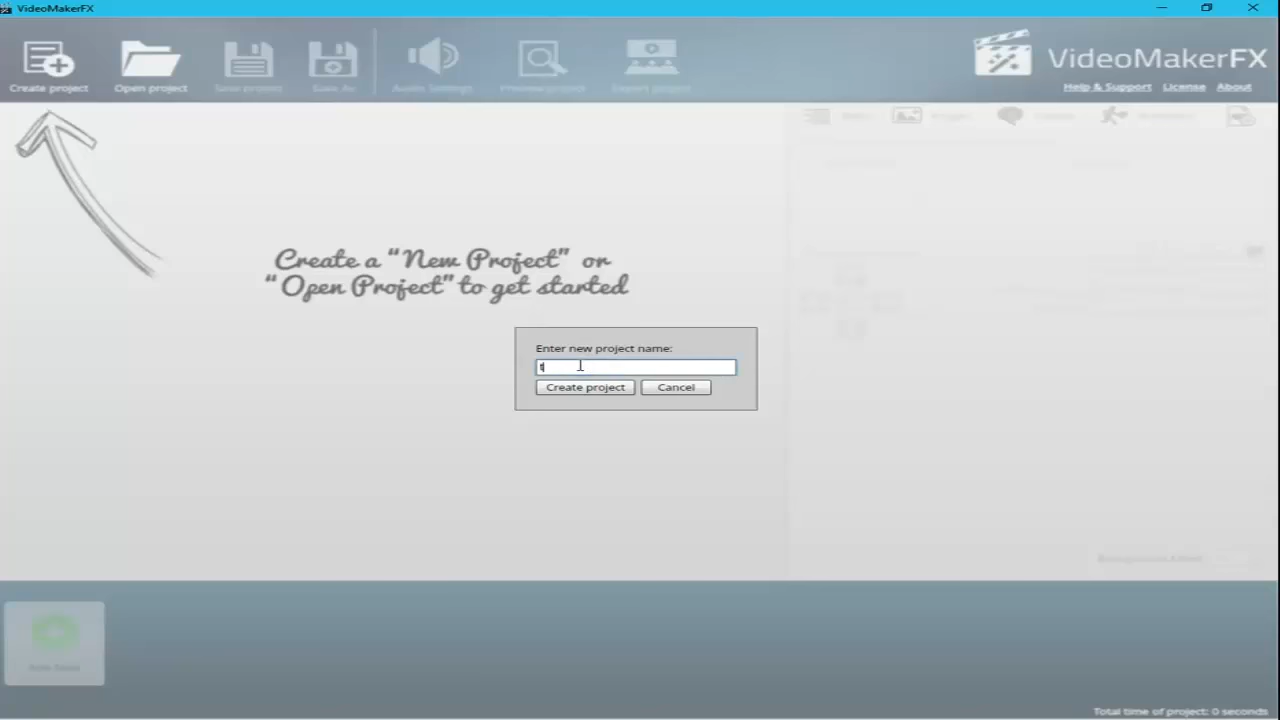 VideoMakerFX
Create project
Open project
Save project
Save As
Audio Settings
Preview project
Export project
VideoMakerFX
Help & Support License About
Create a "New Project" or
"Open Project" to get started
Enter new project name:
t
Create project Cancel
Total time of project: 0 seconds